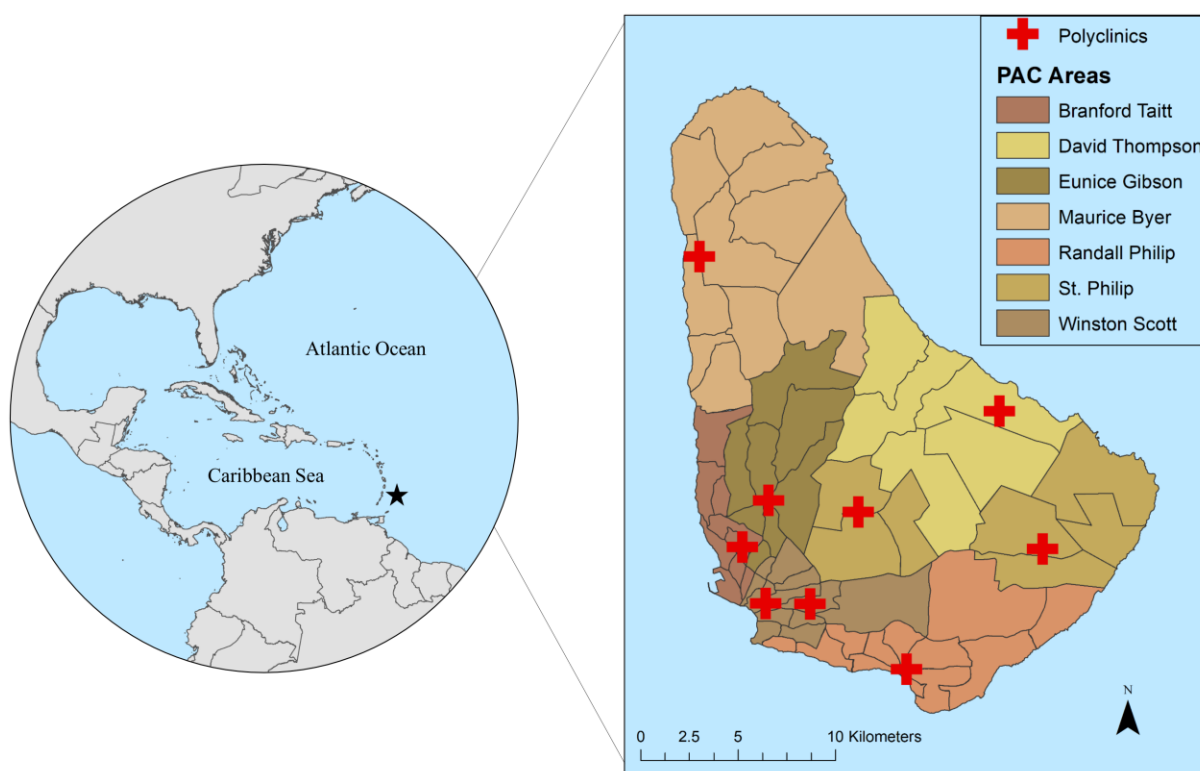 Atlantic Ocean
Caribbean Sea
Polyclinics
PAC Areas
Branford Taitt
David Thompson
Eunice Gibson
Maurice Byer
Randall Philip
St. Philip
Winston Scott
N
0 2.5 5 10 Kilometers